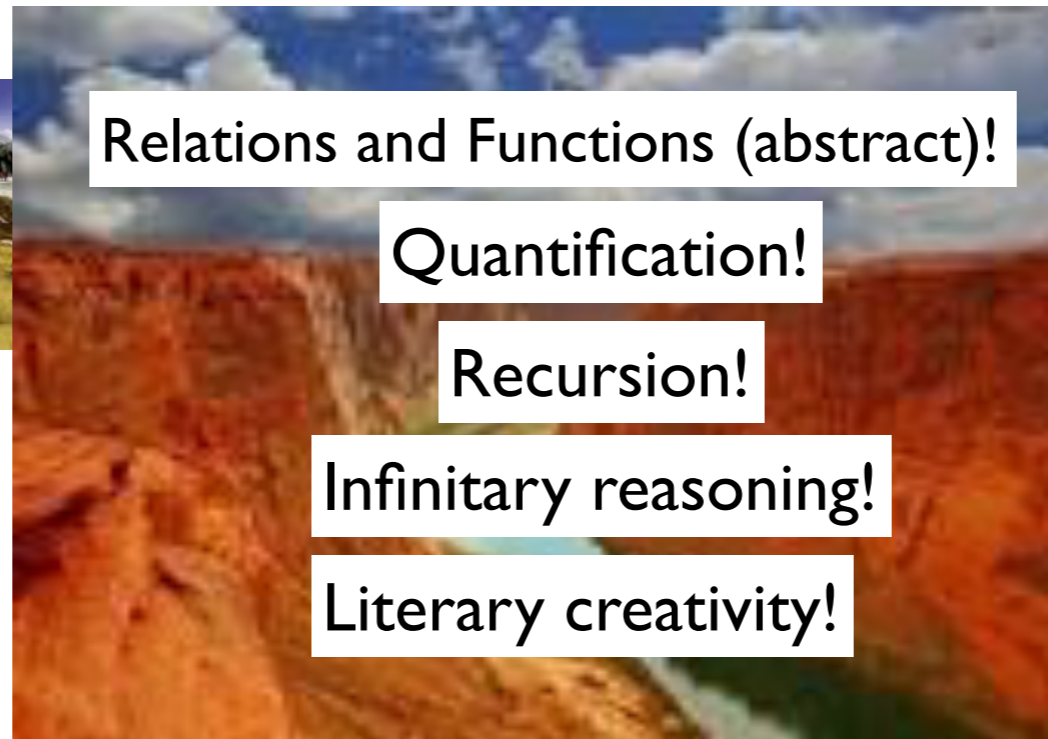 Relations and Functions (abstract)!
Quantification!
Recursion!
Infinitary reasoning!
Literary creativity!